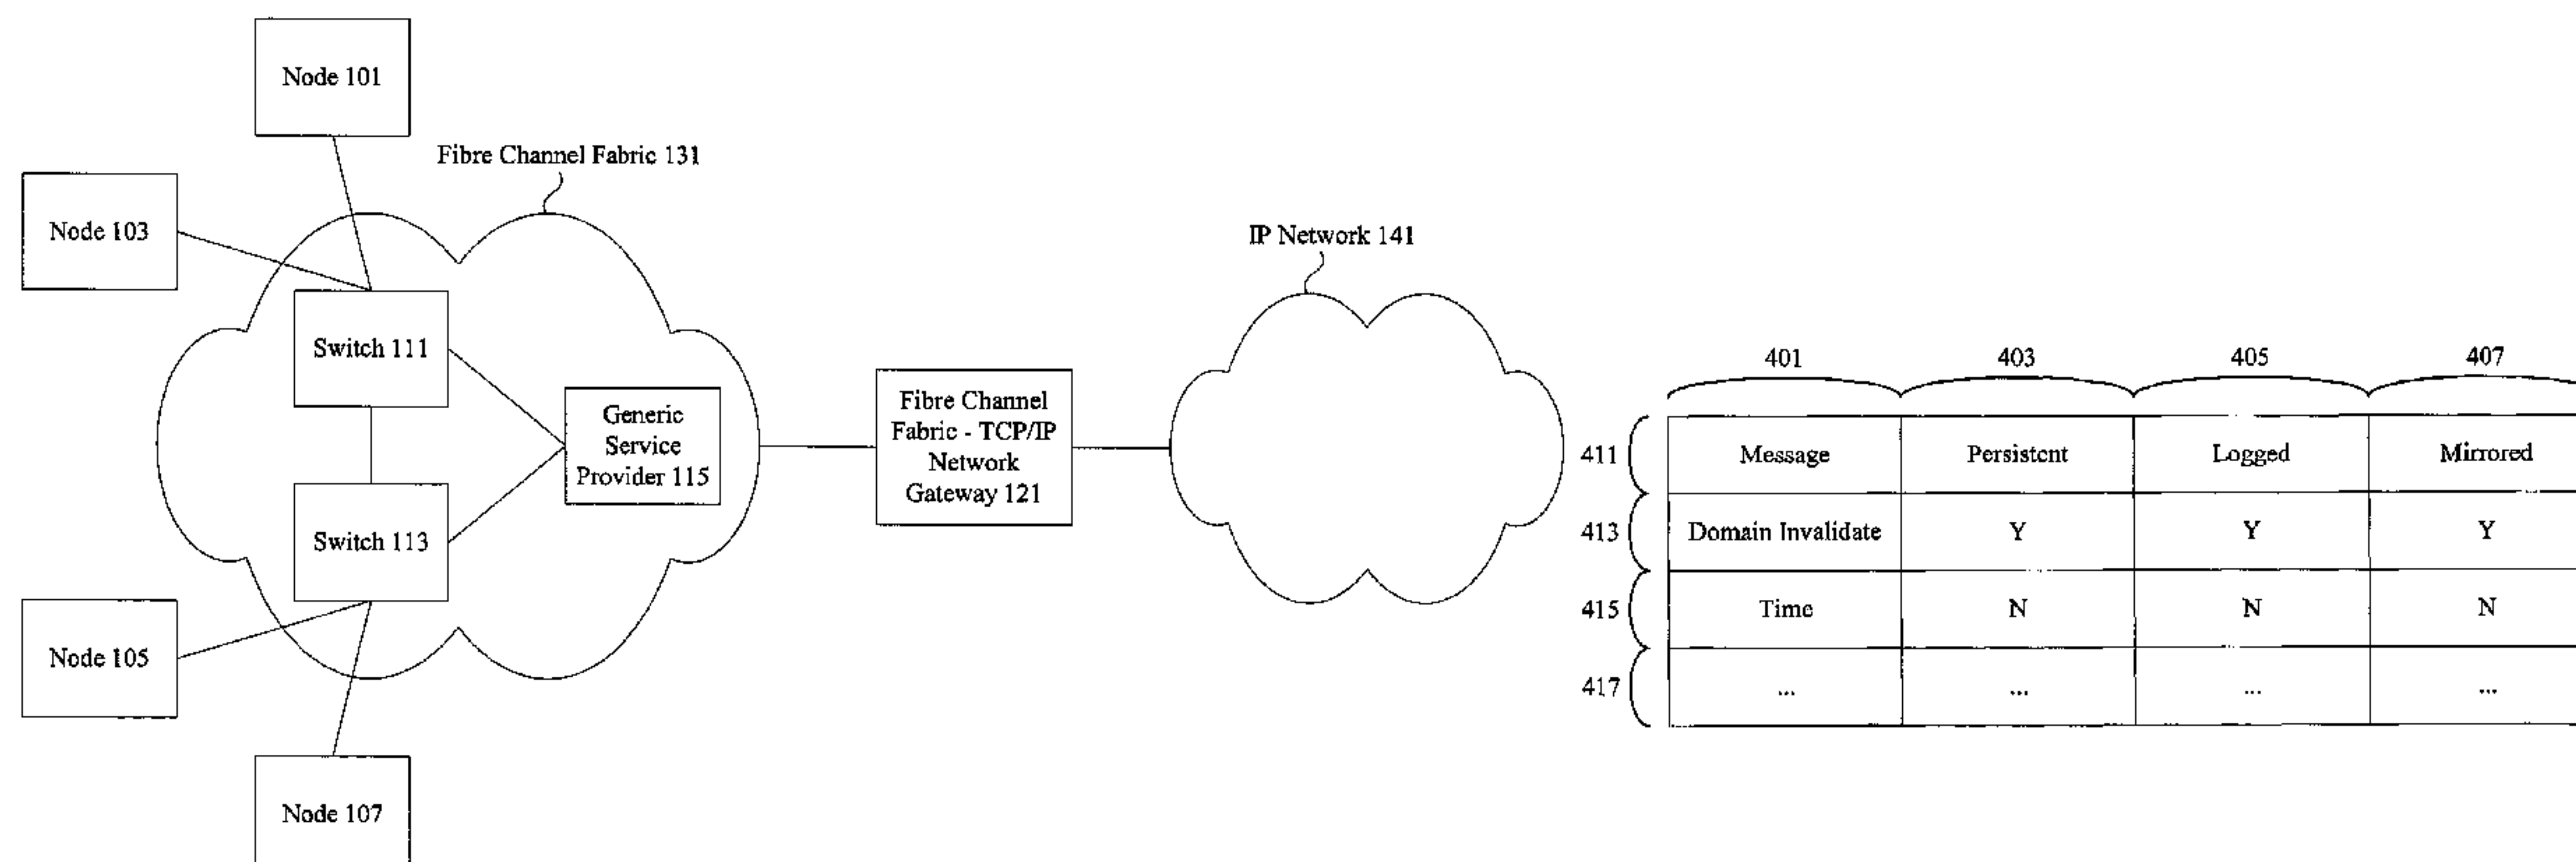 Node 101
Fibre Channel Fabric 131
Node 103
IP Network 141
Switch 111
Generic
Service
Provider 115
Fibre Channel
Fabric - TCP/IP
Network
Gateway 121
Switch 113
Node 105
Node 107
401 403 405 407
411 Message Persistent Logged Mirrored
413 Domain Invalidate Y Y Y
415 Time N N N
417 ... ... ... ...